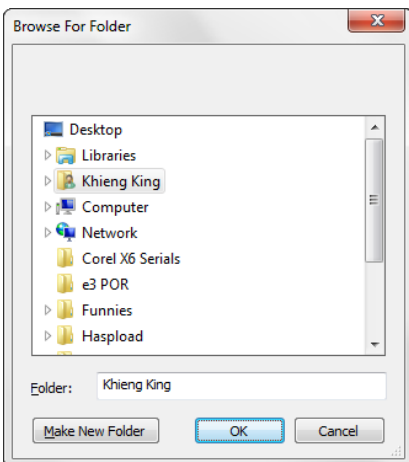 Browse For Folder
Desktop
Libraries
Khieng King
Computer
Network
Corel X6 Serials
e3 POR
Funnies
Haspload
Folder: Khieng King
Make New Folder OK Cancel